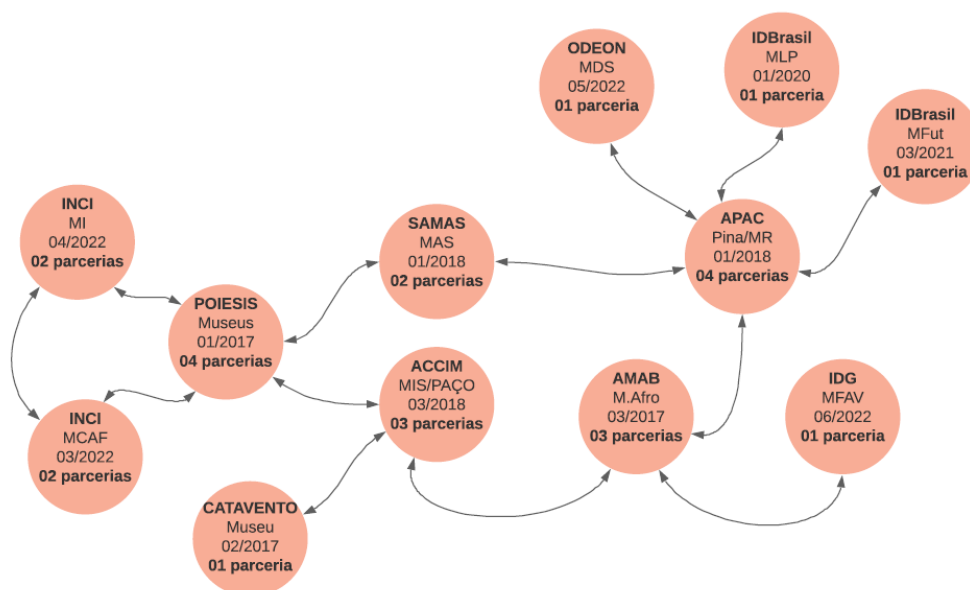 ODEON
MDS
05/2022
01 parceria
IDBrasil
MLP
01/2020
01 parceria
IDBrasil
MFut
03/2021
01 parceria
INCI
MI
04/2022
02 parcerias
SAMAS
MAS
01/2018
02 parcerias
APAC
Pina/MR
01/2018
04 parcerias
POIESIS
Museus
01/2017
04 parcerias
ACCIM
MIS/PAÇO
03/2018
03 parcerias
AMAB
M.Afro
03/2017
03 parcerias
IDG
MFAV
06/2022
01 parceria
INCI
MCAF
03/2022
02 parcerias
CATAVENTO
Museu
02/2017
01 parceria